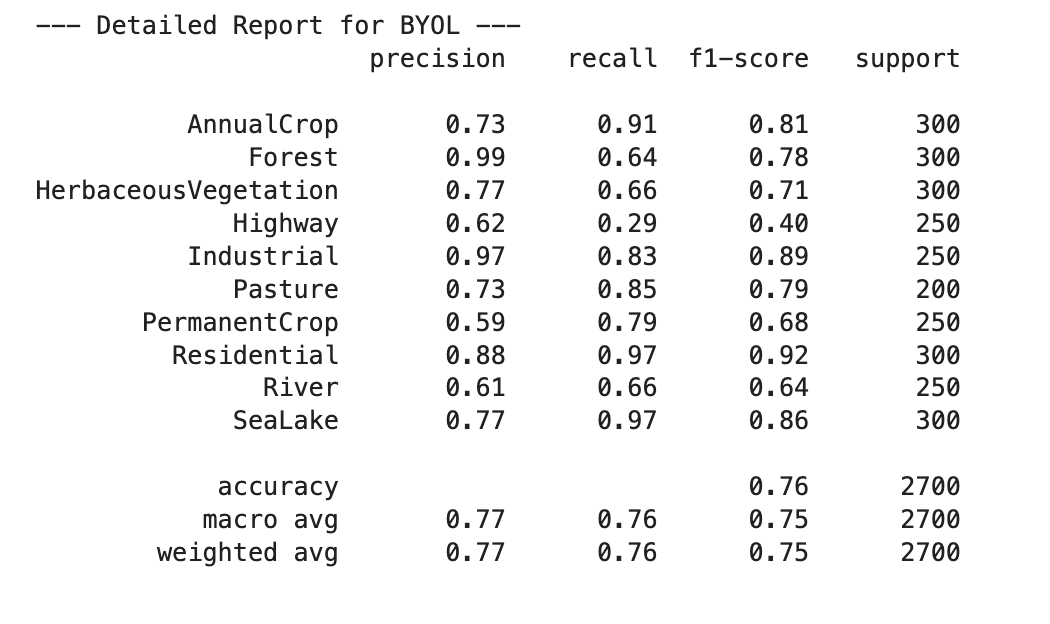 --- Detailed Report for BYOL ---
precision recall f1-score support
AnnualCrop 0.73 0.91 0.81 300
Forest 0.99 0.64 0.78 300
HerbaceousVegetation 0.77 0.66 0.71 300
Highway 0.62 0.29 0.40 250
Industrial 0.97 0.83 0.89 250
Pasture 0.73 0.85 0.79 200
PermanentCrop 0.59 0.79 0.68 250
Residential 0.88 0.97 0.92 300
River 0.61 0.66 0.64 250
SeaLake 0.77 0.97 0.86 300
accuracy 0.76 2700
macro avg 0.77 0.76 0.75 2700
weighted avg 0.77 0.76 0.75 2700